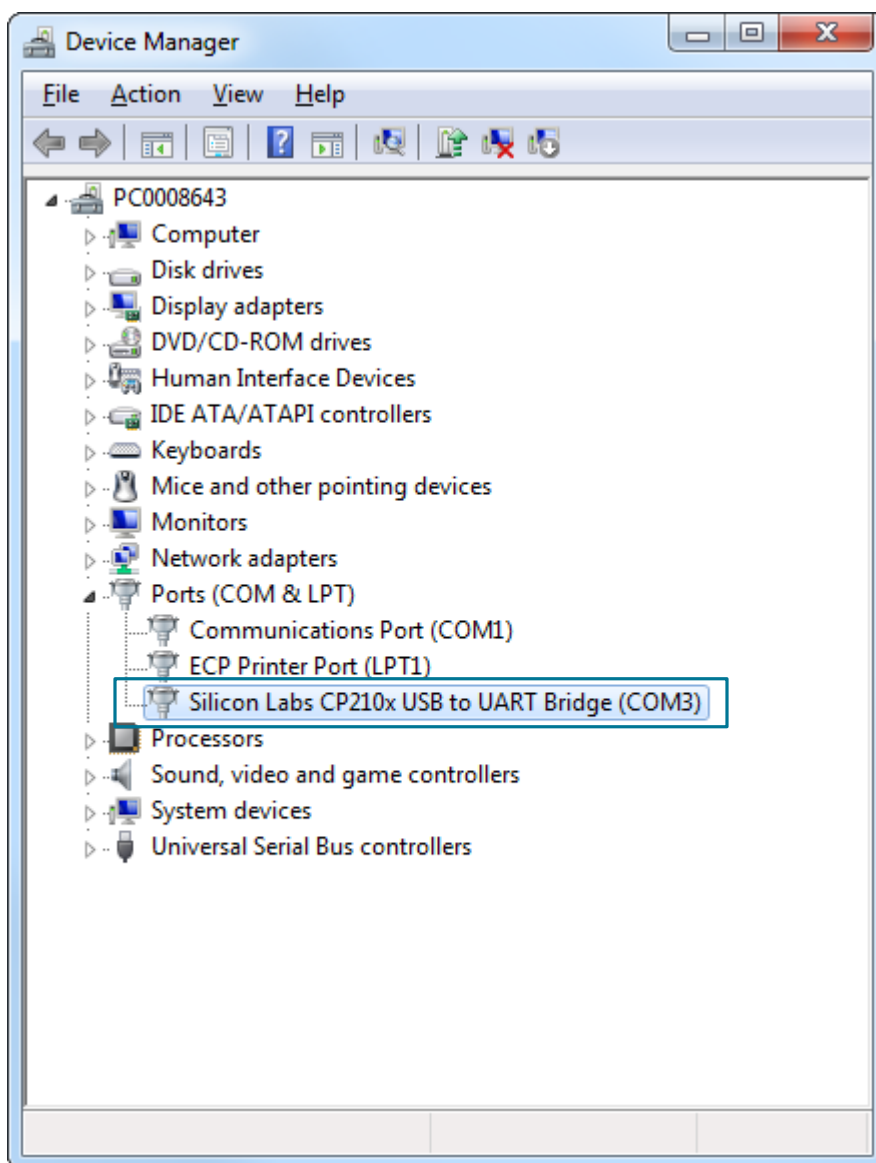 Device Manager
File Action View Help
PC0008643
Computer
Disk drives
Display adapters
DVD/CD-ROM drives
Human Interface Devices
IDE ATA/ATAPI controllers
Keyboards
Mice and other pointing devices
Monitors
Network adapters
Ports (COM & LPT)
Communications Port (COM1)
ECP Printer Port (LPT1)
Silicon Labs CP210x USB to UART Bridge (COM3)
Processors
Sound, video and game controllers
System devices
Universal Serial Bus controllers